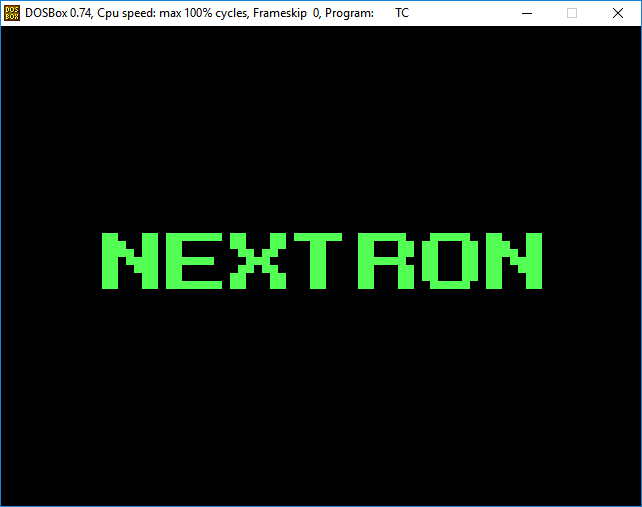 DOSBox 0.74, Cpu speed: max 100% cycles, Frameskip 0, Program: TC
NEXTRON